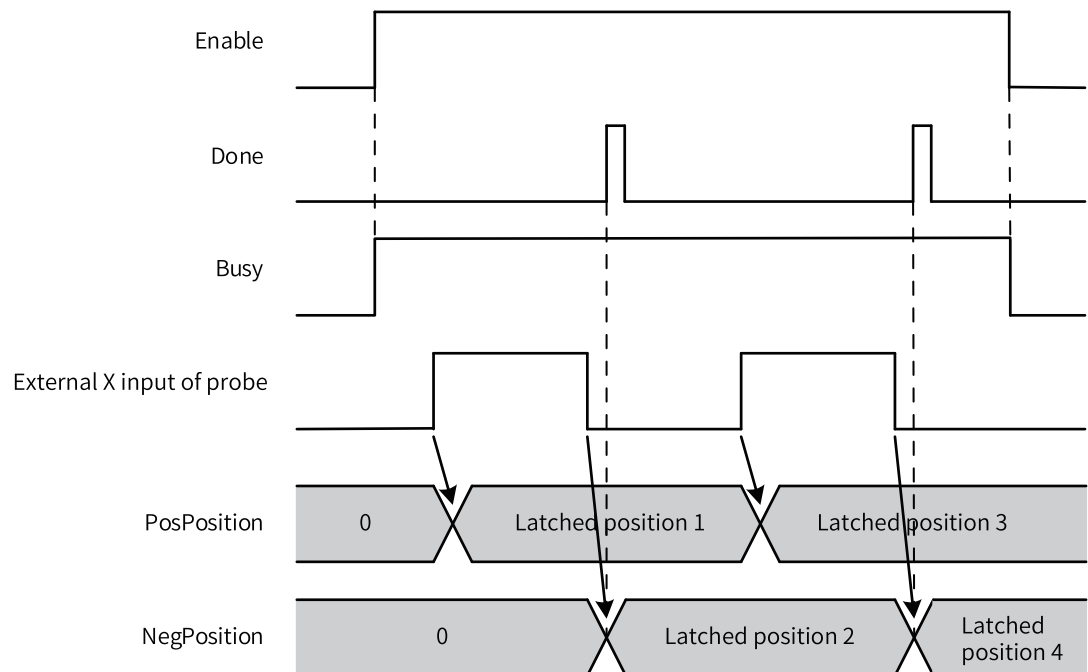 Enable
Done
Busy
External X input of probe
PosPosition
0
Latched position 1
Latched position 3
NegPosition
0
Latched position 2
Latched
position 4